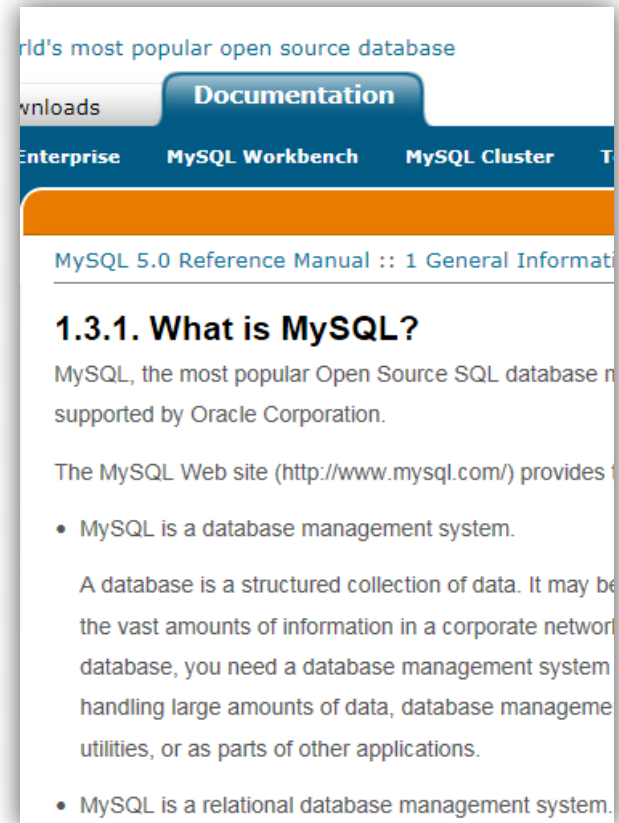 rld's most popular open source database
wnloads
Documentation
Enterprise MySQL Workbench MySQL Cluster T
MySQL 5.0 Reference Manual :: 1 General Informati
1.3.1. What is MySQL?
MySQL, the most popular Open Source SQL database
supported by Oracle Corporation.
The MySQL Web site (http://www.mysql.com/) provides
• MySQL is a database management system.
A database is a structured collection of data. It may be
the vast amounts of information in a corporate network
database, you need a database management system
handling large amounts of data, database manageme
utilities, or as parts of other applications.
• MySQL is a relational database management system.